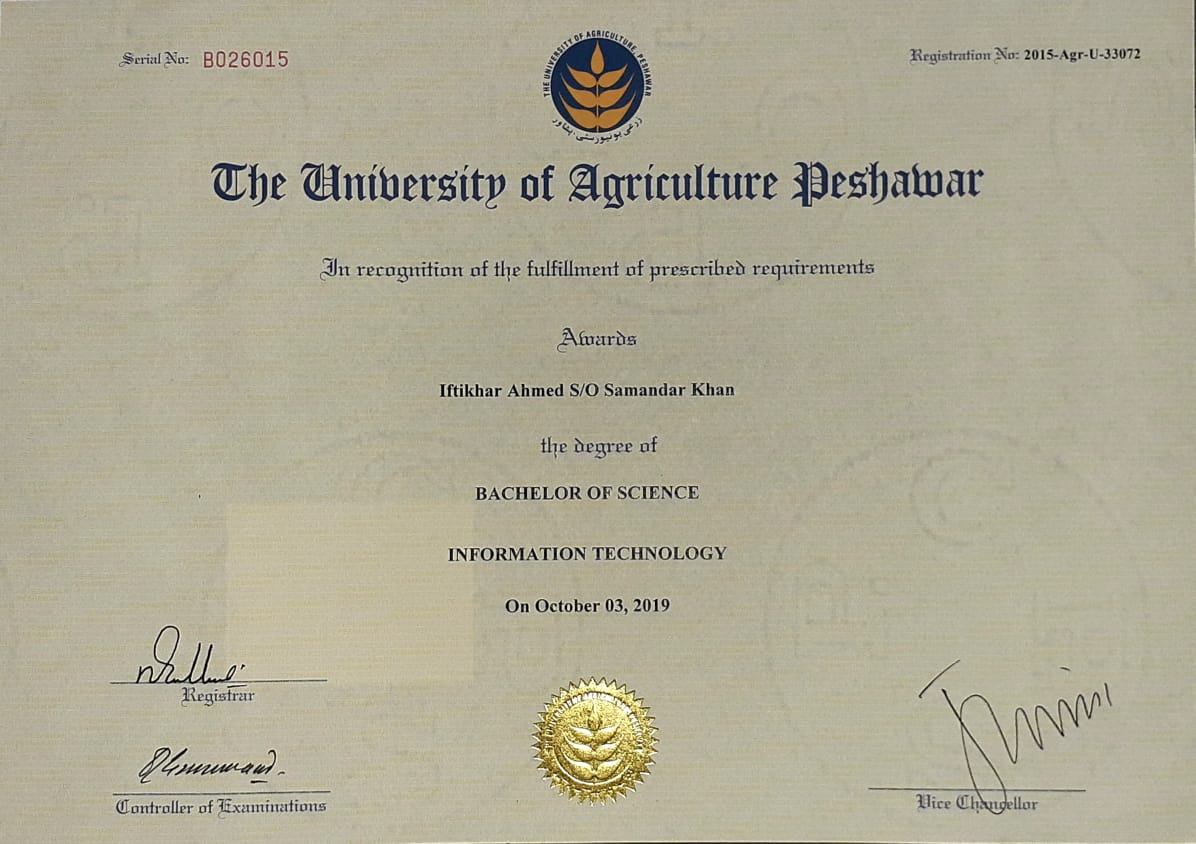 Serial No: B026015
THE UNIVERSITY OF AGRICULTURE, PESHAWAR
زرعی یونیورسٹی، پشاور
Registration No: 2015-Agr-U-33072
The University of Agriculture Peshawar
In recognition of the fulfillment of prescribed requirements
Awards
Iftikhar Ahmed S/O Samandar Khan
the degree of
BACHELOR OF SCIENCE
INFORMATION TECHNOLOGY
On October 03, 2019
Registrar
Controller of Examinations
Vice Chancellor